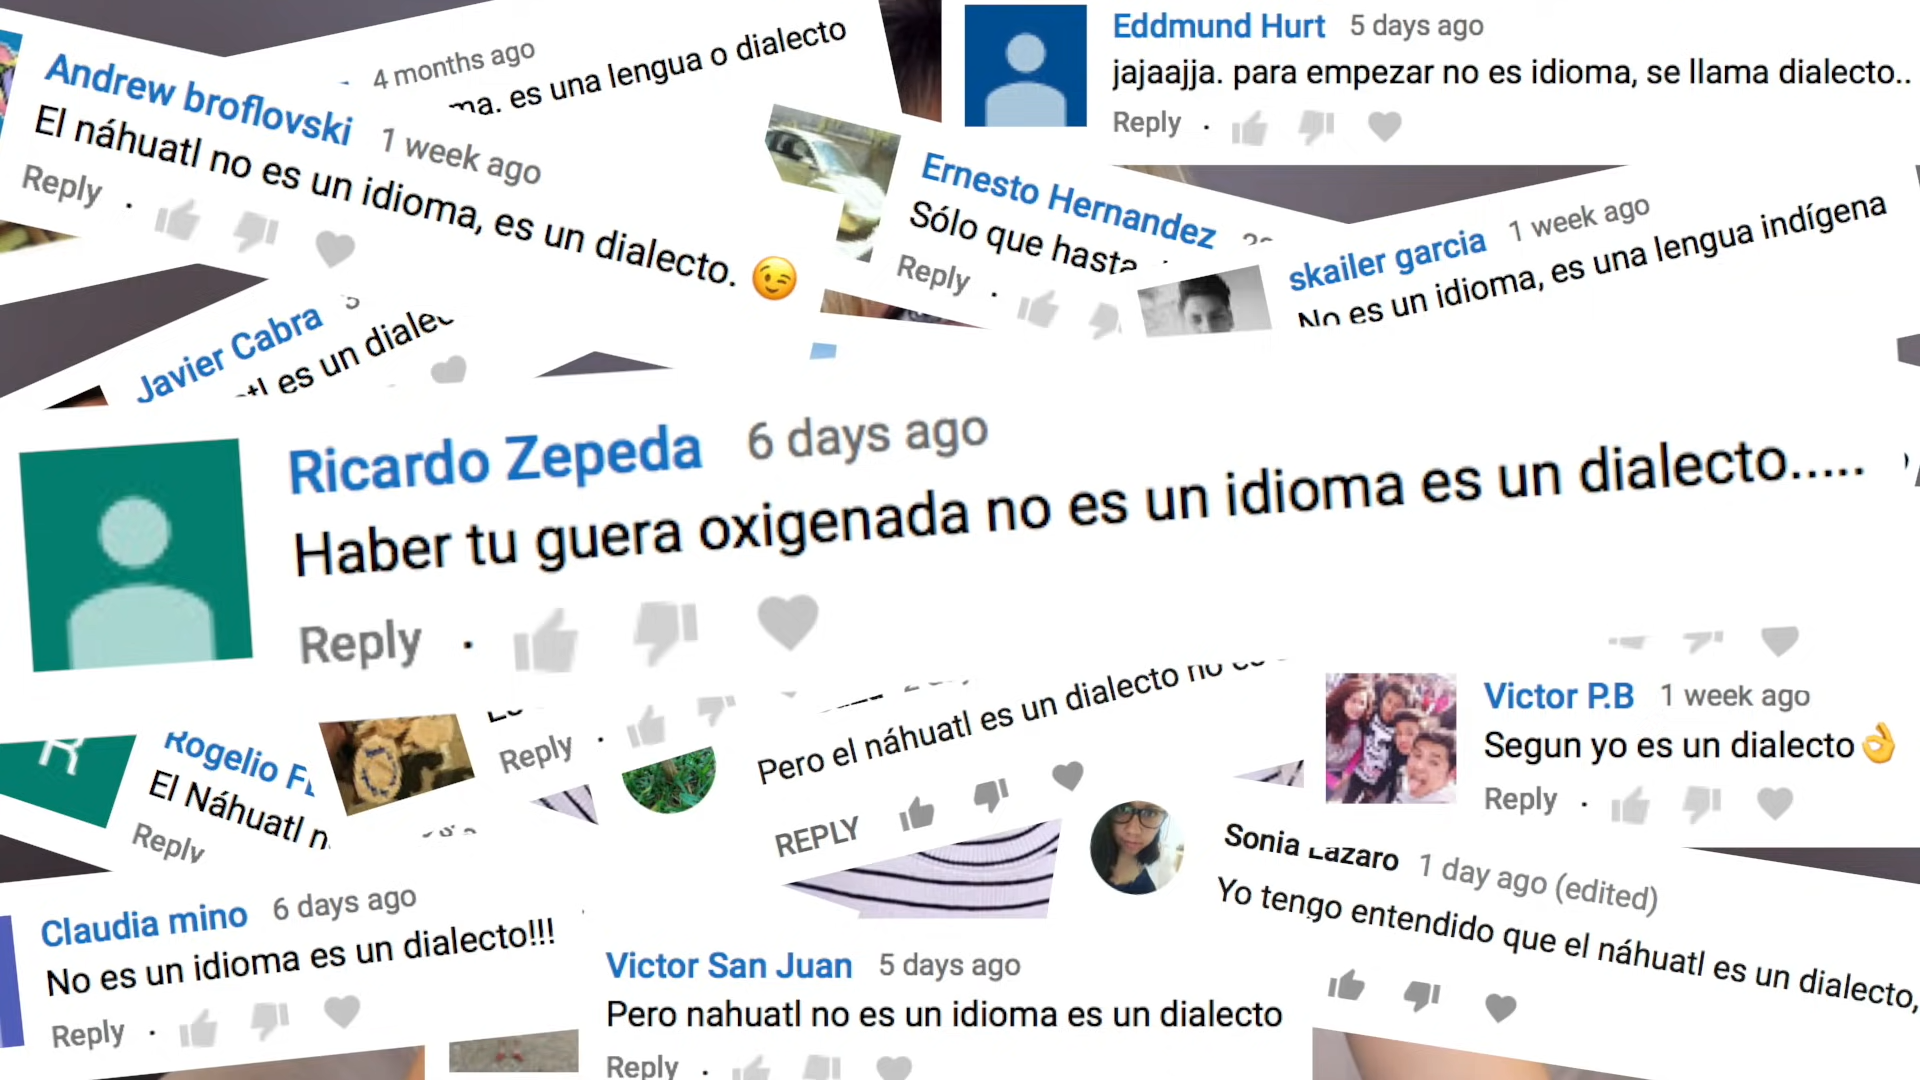 4 months ago
es una lengua o dialecto
Andrew broflovski 1 week ago
El náhuatl no es un idioma, es un dialecto. 😉
Reply ·
Eddmund Hurt 5 days ago
jajaajja. para empezar no es idioma, se llama dialecto..
Reply ·
Ernesto Hernandez
Sólo que hasta
Reply ·
skailer garcia 1 week ago
No es un idioma, es una lengua indígena
Javier Cabra
es un
Ricardo Zepeda 6 days ago
Haber tu guera oxigenada no es un idioma es un dialecto.....
Reply ·
Rogelio
El Náhuatl
Reply
Reply ·
Pero el náhuatl es un dialecto no
REPLY
Victor P.B 1 week ago
Segun yo es un dialecto👌
Reply ·
Sonia Lazaro 1 day ago (edited)
Yo tengo entendido que el náhuatl es un dialecto,
Claudia mino 6 days ago
No es un idioma es un dialecto!!!
Reply ·
Victor San Juan 5 days ago
Pero nahuatl no es un idioma es un dialecto
Reply ·